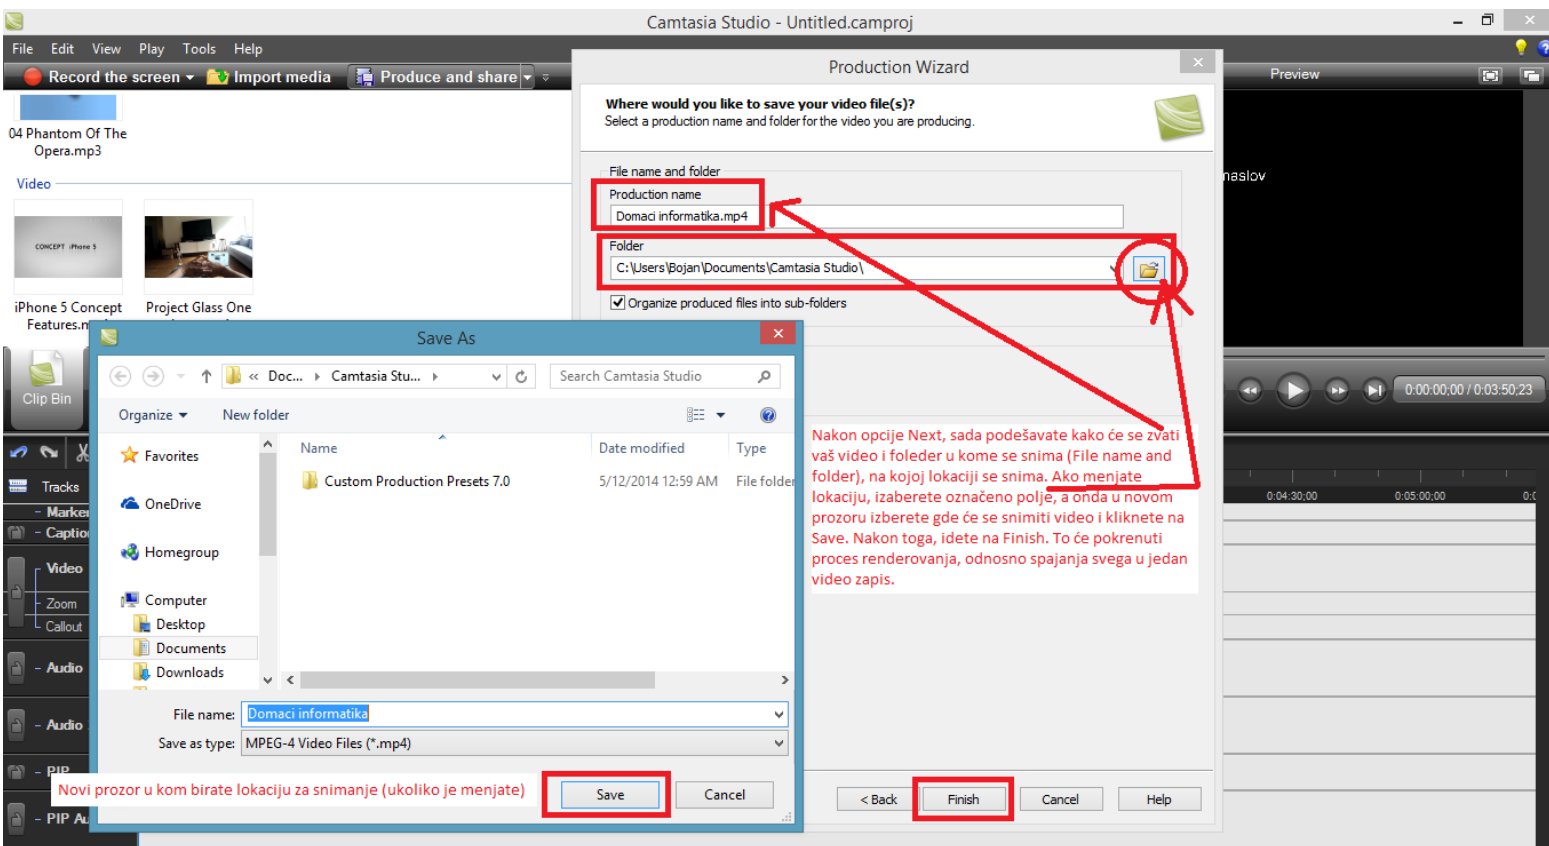 Camtasia Studio - Untitled.camproj
File Edit View Play Tools Help
Record the screen Import media Produce and share
04 Phantom Of The
Opera.mp3
Video
CONCEPT iPhone 5
iPhone 5 Concept
Features.m
Project Glass One
Clip Bin
Production Wizard
Where would you like to save your video file(s)?
Select a production name and folder for the video you are producing.
File name and folder
Production name
Domaci informatika.mp4
Folder
C:\Users\Bojan\Documents\Camtasia Studio\
Organize produced files into sub-folders
Preview
naslov
0:00:00;00 / 0:03:50;23
Save As
« Doc... Camtasia Stu...
Search Camtasia Studio
Organize New folder
Name Date modified Type
Favorites
OneDrive
Homegroup
Computer
Desktop
Documents
Downloads
Custom Production Presets 7.0 5/12/2014 12:59 AM File folder
File name: Domaci informatika
Save as type: MPEG-4 Video Files (*.mp4)
Save Cancel
Novi prozor u kom birate lokaciju za snimanje (ukoliko je menjate)
Nakon opcije Next, sada podešavate kako će se zvati
vaš video i foleder u kome se snima (File name and
folder), na kojoj lokaciji se snima. Ako menjate
lokaciju, izaberete označeno polje, a onda u novom
prozoru izberete gde će se snimiti video i kliknete na
Save. Nakon toga, idete na Finish. To će pokrenuti
proces renderovanja, odnosno spajanja svega u jedan
video zapis.
< Back Finish Cancel Help
Tracks
- Marke
- Captio
- Video
- Zoom
Callout
- Audio
- Audio
- PIP
- PIP Au
0:04:30;00 0:05:00;00